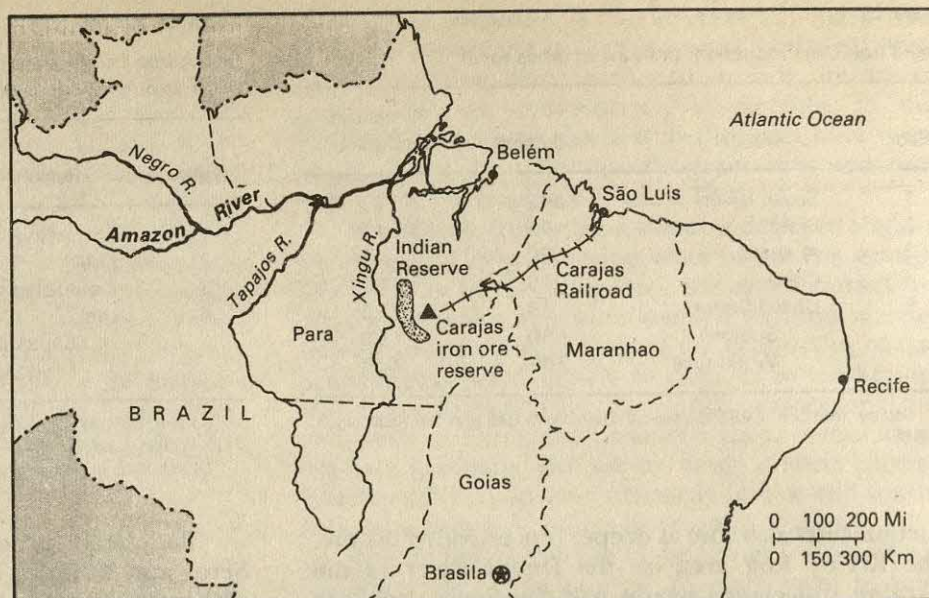 Atlantic Ocean
Negro R.
Belém
River
São Luis
Amazon
Tapajos R.
Xingu R.
Indian
Reserve
Carajas
Railroad
Para
Carajas
iron ore
reserve
Maranhao
Recife
BRAZIL
Goias
0 100 200 Mi
0 150 300 Km
Brasila